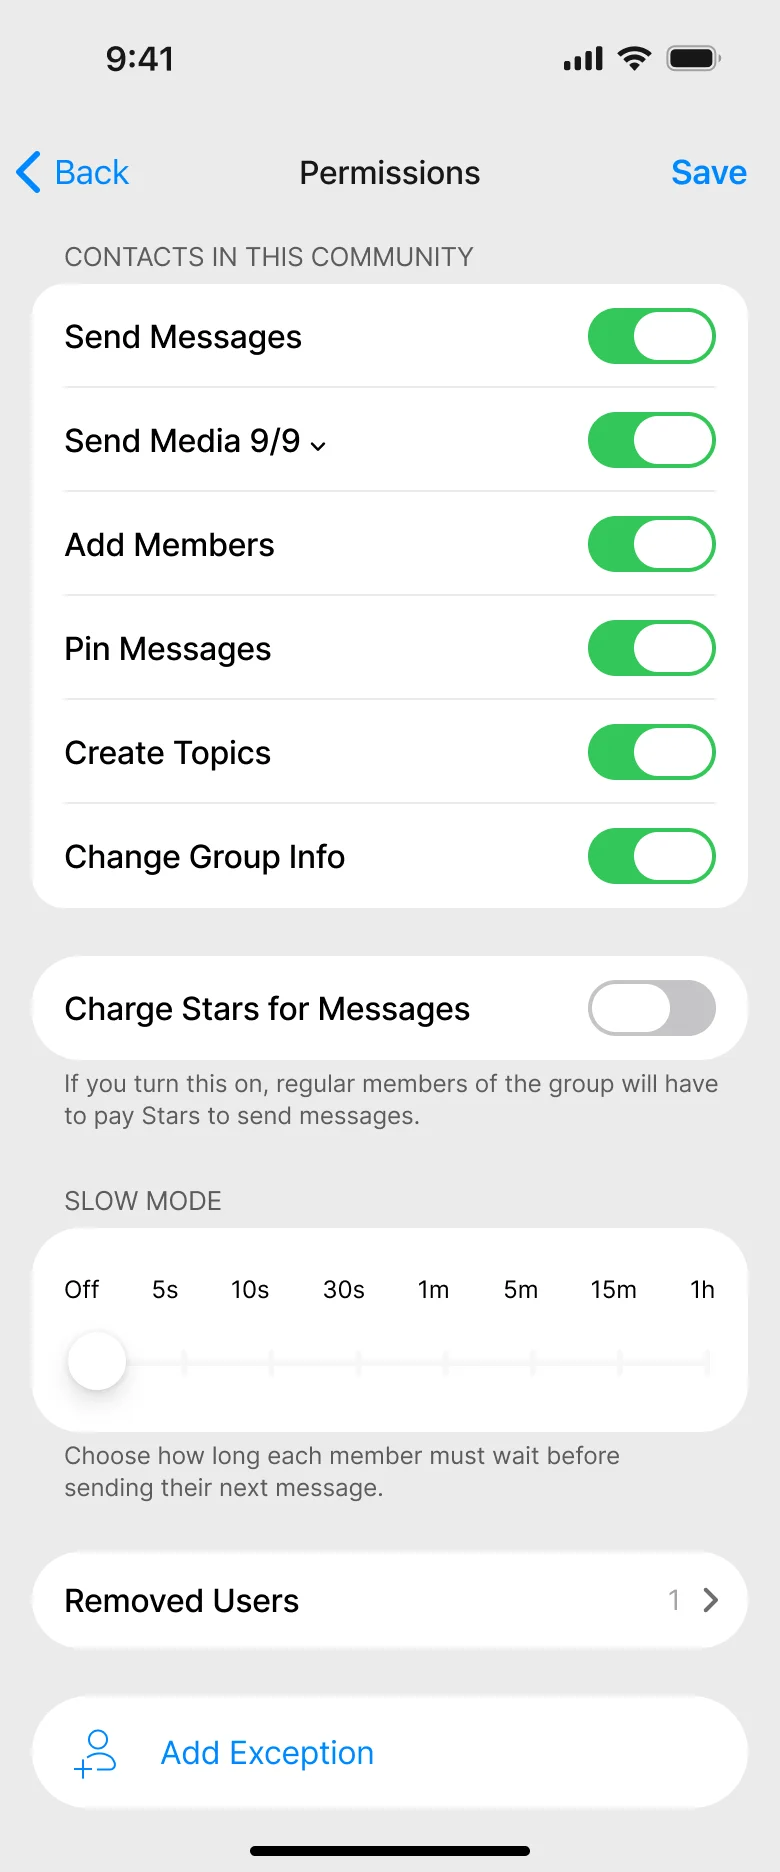 9:41
Back
Permissions
Save
CONTACTS IN THIS COMMUNITY
Send Messages
Send Media 9/9
Add Members
Pin Messages
Create Topics
Change Group Info
Charge Stars for Messages
If you turn this on, regular members of the group will have
to pay Stars to send messages.
SLOW MODE
Off 5s 10s 30s 1m 5m 15m 1h
Choose how long each member must wait before
sending their next message.
Removed Users 1
Add Exception